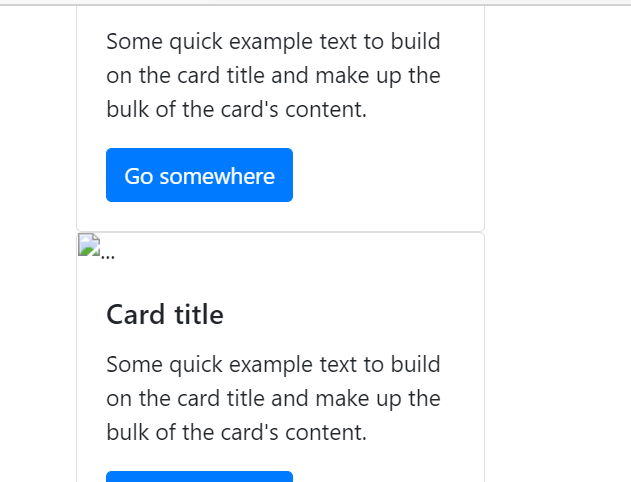 Some quick example text to build
on the card title and make up the
bulk of the card's content.
Go somewhere
...
Card title
Some quick example text to build
on the card title and make up the
bulk of the card's content.